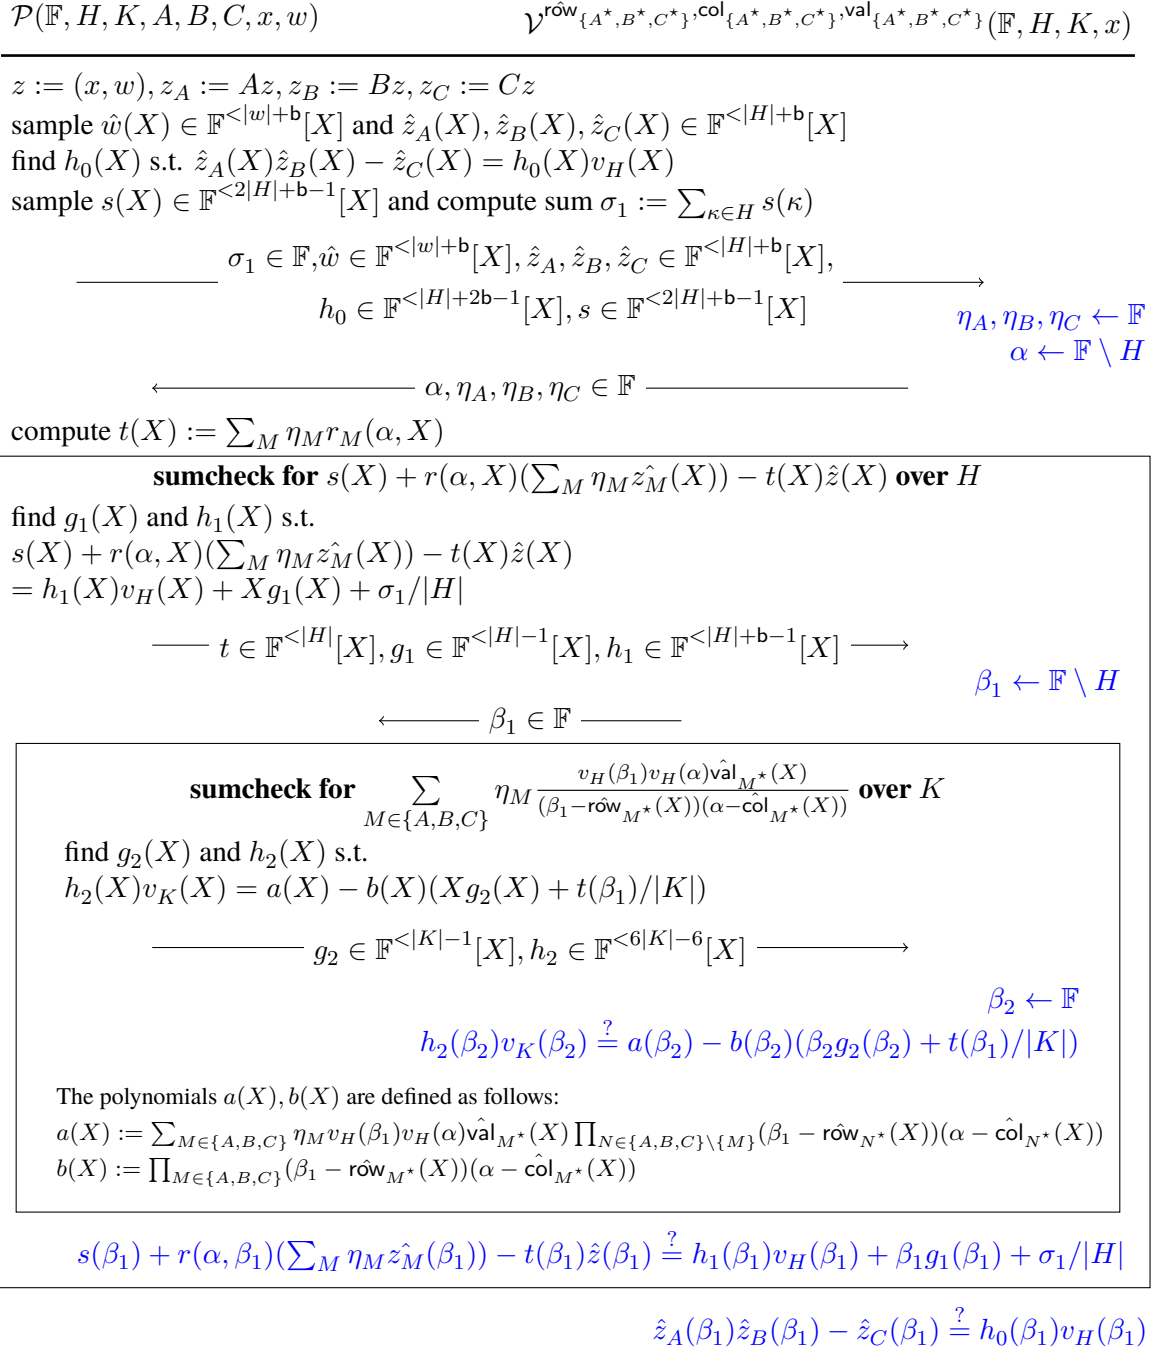 𝒫(𝔽, H, K, A, B, C, x, w)    𝒱^{rôw_{A⋆,B⋆,C⋆}, côl_{A⋆,B⋆,C⋆}, vâl_{A⋆,B⋆,C⋆}}(𝔽, H, K, x)
z := (x, w), z_A := Az, z_B := Bz, z_C := Cz
sample ŵ(X) ∈ 𝔽^{<|w|+b}[X] and ẑ_A(X), ẑ_B(X), ẑ_C(X) ∈ 𝔽^{<|H|+b}[X]
find h_0(X) s.t. ẑ_A(X)ẑ_B(X) − ẑ_C(X) = h_0(X)v_H(X)
sample s(X) ∈ 𝔽^{<2|H|+b−1}[X] and compute sum σ_1 := ∑_{κ∈H} s(κ)
σ_1 ∈ 𝔽, ŵ ∈ 𝔽^{<|w|+b}[X], ẑ_A, ẑ_B, ẑ_C ∈ 𝔽^{<|H|+b}[X],
h_0 ∈ 𝔽^{<|H|+2b−1}[X], s ∈ 𝔽^{<2|H|+b−1}[X]
η_A, η_B, η_C ← 𝔽
α ← 𝔽 \ H
α, η_A, η_B, η_C ∈ 𝔽
compute t(X) := ∑_M η_M r_M(α, X)
sumcheck for s(X) + r(α, X)(∑_M η_M ẑ_M(X)) − t(X)ẑ(X) over H
find g_1(X) and h_1(X) s.t.
s(X) + r(α, X)(∑_M η_M ẑ_M(X)) − t(X)ẑ(X)
= h_1(X)v_H(X) + Xg_1(X) + σ_1/|H|
t ∈ 𝔽^{<|H|}[X], g_1 ∈ 𝔽^{<|H|−1}[X], h_1 ∈ 𝔽^{<|H|+b−1}[X]
β_1 ← 𝔽 \ H
β_1 ∈ 𝔽
sumcheck for ∑_{M∈{A,B,C}} η_M \frac{v_H(β_1)v_H(α)vâl_{M⋆}(X)}{(β_1−rôw_{M⋆}(X))(α−côl_{M⋆}(X))} over K
find g_2(X) and h_2(X) s.t.
h_2(X)v_K(X) = a(X) − b(X)(Xg_2(X) + t(β_1)/|K|)
g_2 ∈ 𝔽^{<|K|−1}[X], h_2 ∈ 𝔽^{<6|K|−6}[X]
β_2 ← 𝔽
h_2(β_2)v_K(β_2) ≟ a(β_2) − b(β_2)(β_2g_2(β_2) + t(β_1)/|K|)
The polynomials a(X), b(X) are defined as follows:
a(X) := ∑_{M∈{A,B,C}} η_M v_H(β_1)v_H(α)vâl_{M⋆}(X) ∏_{N∈{A,B,C}\{M}}(β_1 − rôw_{N⋆}(X))(α − côl_{N⋆}(X))
b(X) := ∏_{M∈{A,B,C}}(β_1 − rôw_{M⋆}(X))(α − côl_{M⋆}(X))
s(β_1) + r(α, β_1)(∑_M η_M ẑ_M(β_1)) − t(β_1)ẑ(β_1) ≟ h_1(β_1)v_H(β_1) + β_1g_1(β_1) + σ_1/|H|
ẑ_A(β_1)ẑ_B(β_1) − ẑ_C(β_1) ≟ h_0(β_1)v_H(β_1)